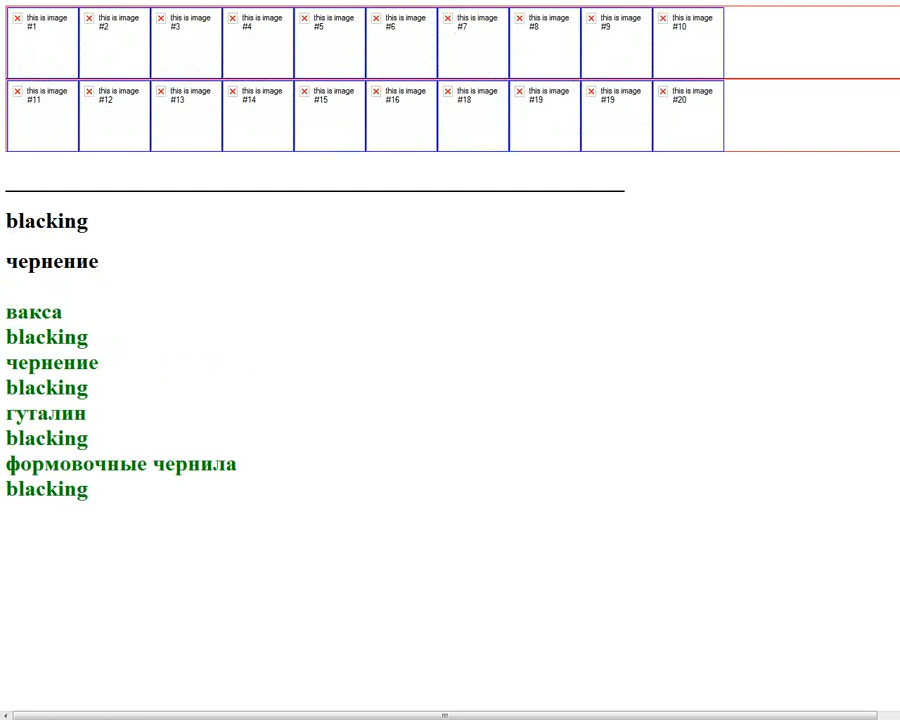 this is image #1 this is image #2 this is image #3 this is image #4 this is image #5 this is image #6 this is image #7 this is image #8 this is image #9 this is image #10
this is image #11 this is image #12 this is image #13 this is image #14 this is image #15 this is image #16 this is image #18 this is image #19 this is image #19 this is image #20
blacking
чернение
вакса
blacking
чернение
blacking
гуталин
blacking
формовочные чернила
blacking